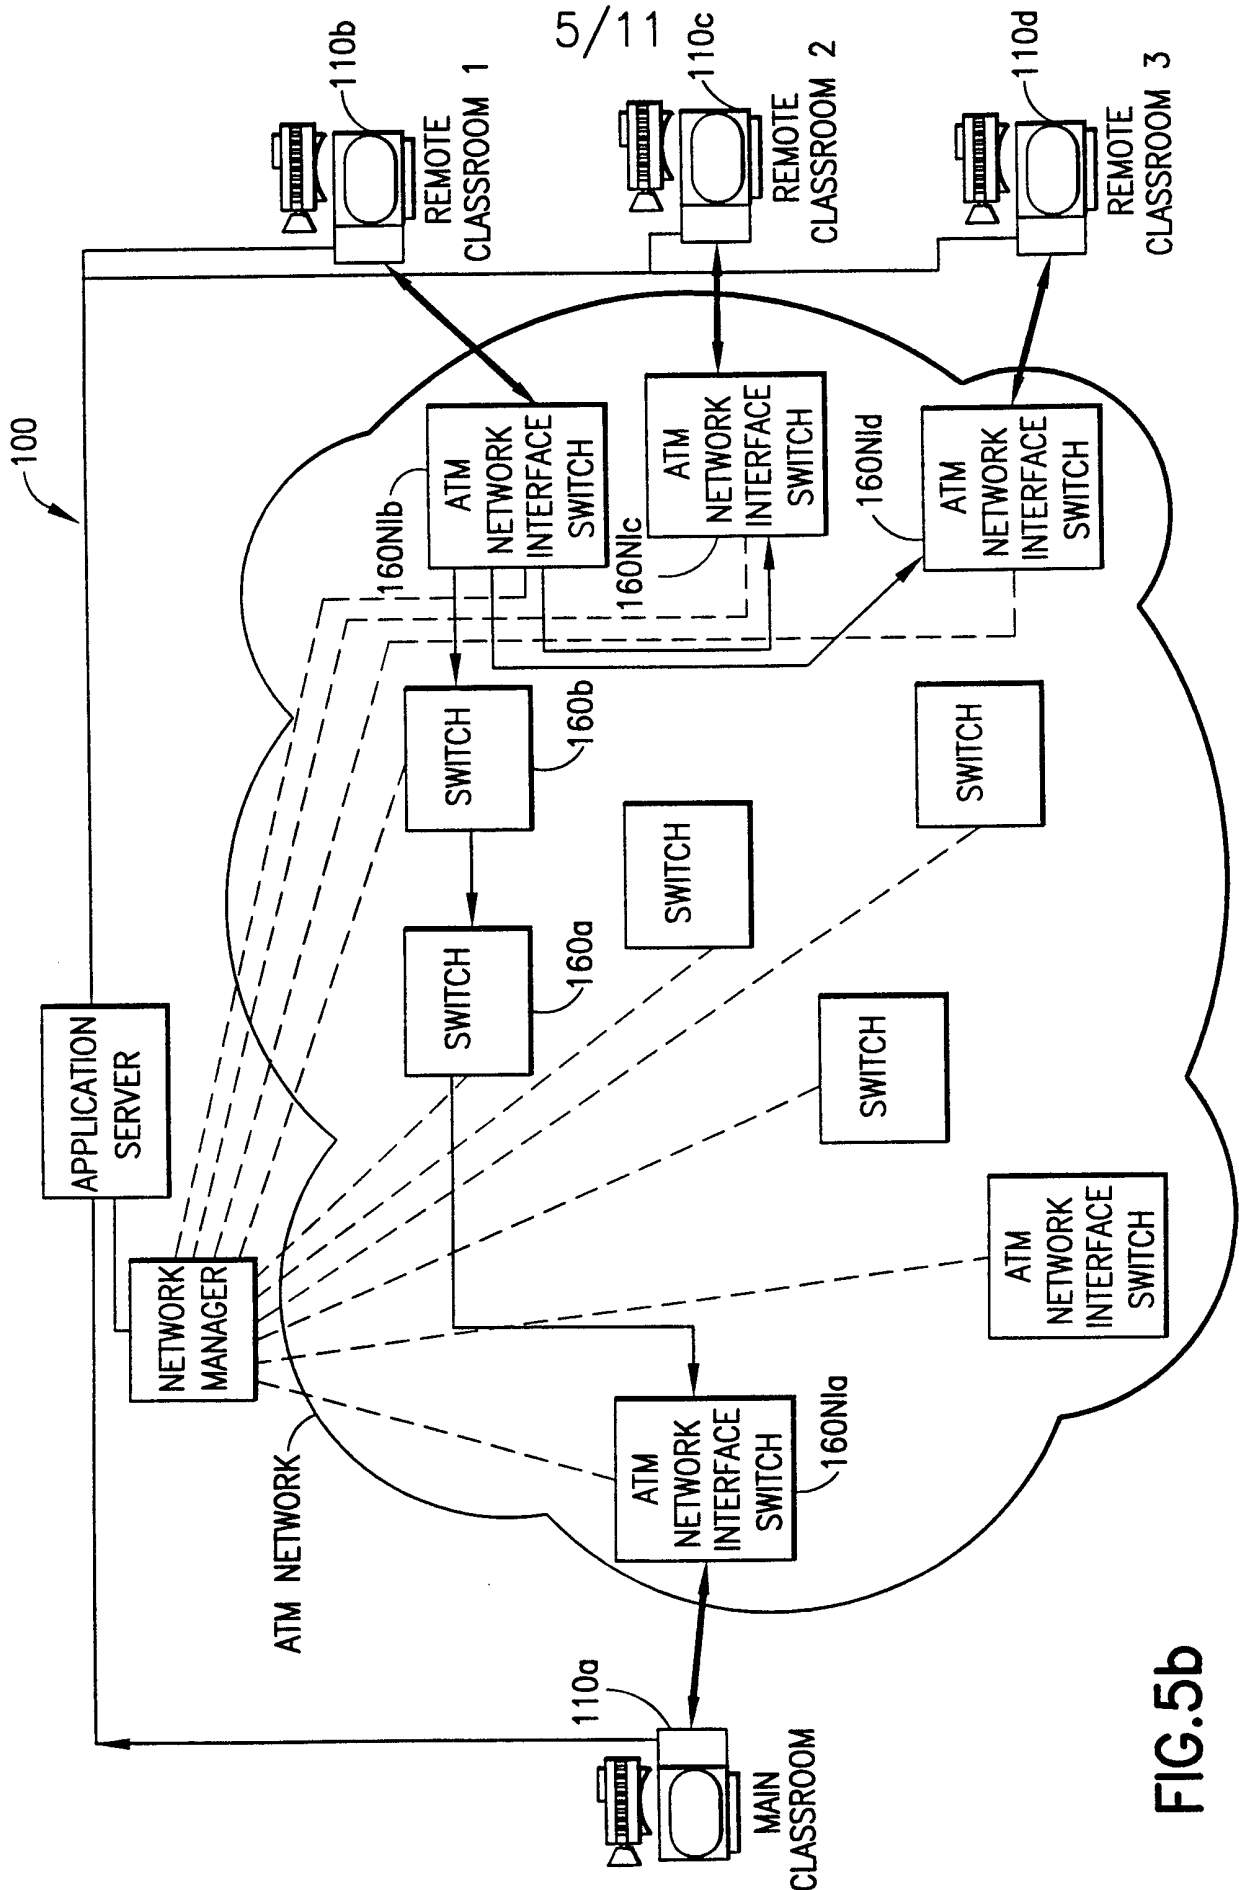 5/11
100
APPLICATION
SERVER
NETWORK
MANAGER
ATM NETWORK
110a
MAIN
CLASSROOM
110b
REMOTE
CLASSROOM 1
110c
REMOTE
CLASSROOM 2
110d
REMOTE
CLASSROOM 3
160NIb
ATM
NETWORK
INTERFACE
SWITCH
160NIc
ATM
NETWORK
INTERFACE
SWITCH
160NId
ATM
NETWORK
INTERFACE
SWITCH
SWITCH
160b
SWITCH
160a
SWITCH
SWITCH
SWITCH
ATM
NETWORK
INTERFACE
SWITCH
160NIa
ATM
NETWORK
INTERFACE
SWITCH
FIG.5b